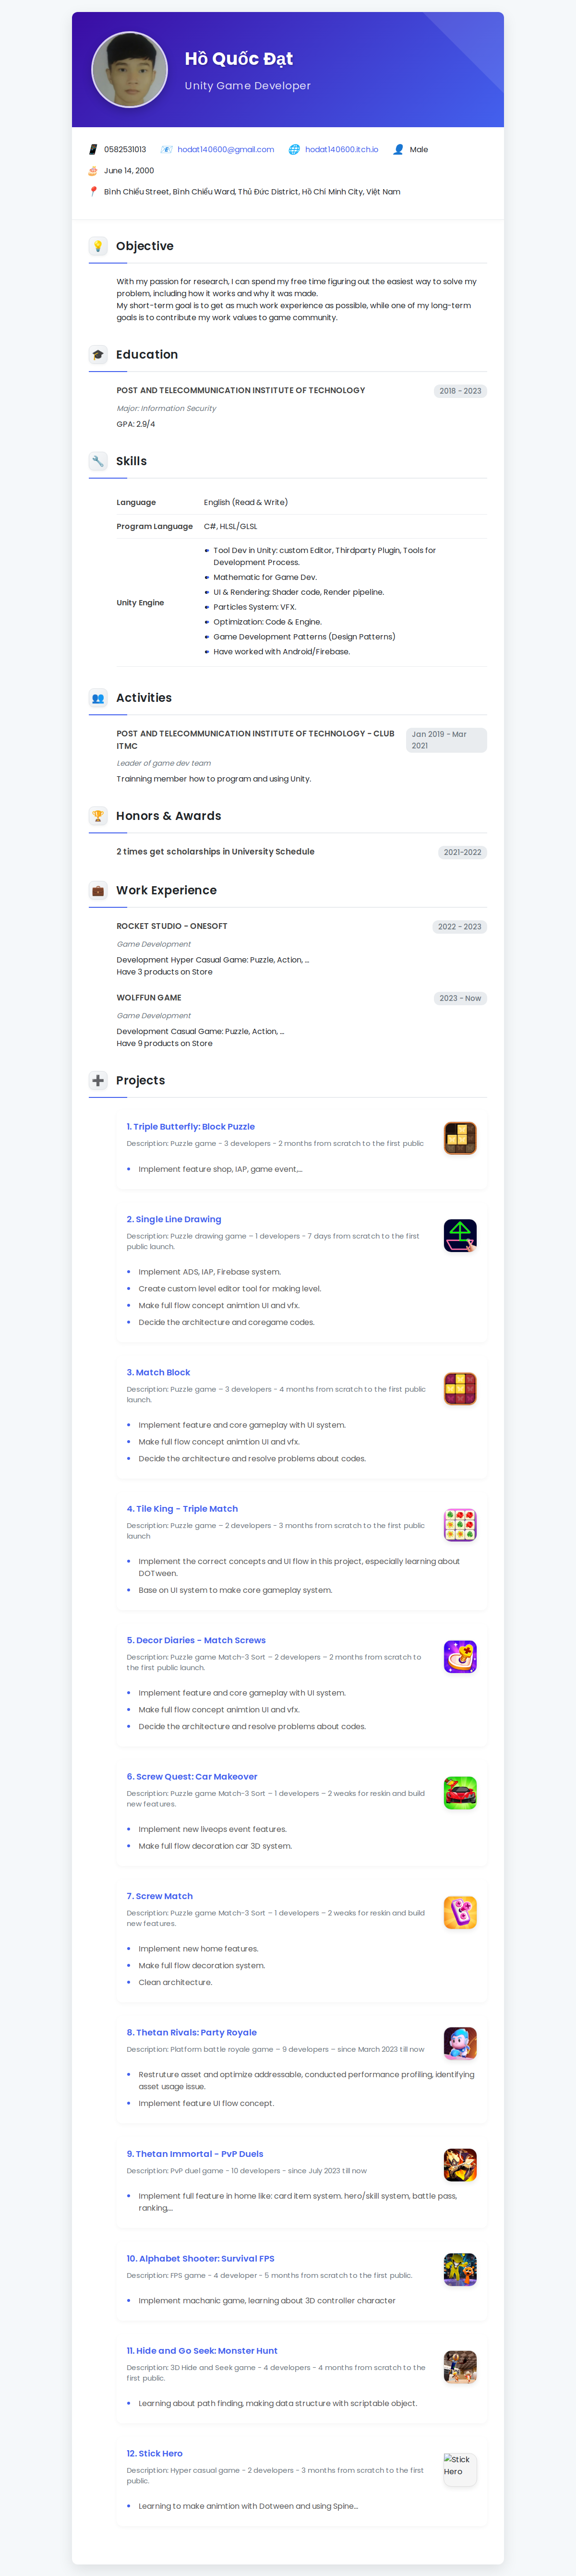 Hồ Quốc Đạt
Unity Game Developer
0582531013
hodat140600@gmail.com
hodat140600.itch.io
Male
June 14, 2000
Bình Chiểu Street, Bình Chiểu Ward, Thủ Đức District, Hồ Chí Minh City, Việt Nam
Objective
With my passion for research, I can spend my free time figuring out the easiest way to solve my
problem, including how it works and why it was made.
My short-term goal is to get as much work experience as possible, while one of my long-term
goals is to contribute my work values to game community.
Education
POST AND TELECOMMUNICATION INSTITUTE OF TECHNOLOGY
2018 - 2023
Major: Information Security
GPA: 2.9/4
Skills
Language
English (Read & Write)
Program Language
C#, HLSL/GLSL
Unity Engine
Tool Dev in Unity: custom Editor, Thirdparty Plugin, Tools for
Development Process.
Mathematic for Game Dev.
UI & Rendering: Shader code, Render pipeline.
Particles System: VFX.
Optimization: Code & Engine.
Game Development Patterns (Design Patterns)
Have worked with Android/Firebase.
Activities
POST AND TELECOMMUNICATION INSTITUTE OF TECHNOLOGY - CLUB
ITMC
Jan 2019 - Mar
2021
Leader of game dev team
Trainning member how to program and using Unity.
Honors & Awards
2 times get scholarships in University Schedule
2021-2022
Work Experience
ROCKET STUDIO - ONESOFT
2022 - 2023
Game Development
Development Hyper Casual Game: Puzzle, Action, ...
Have 3 products on Store
WOLFFUN GAME
2023 - Now
Game Development
Development Casual Game: Puzzle, Action, ...
Have 9 products on Store
Projects
1. Triple Butterfly: Block Puzzle
Description: Puzzle game - 3 developers - 2 months from scratch to the first public
Implement feature shop, IAP, game event,...
2. Single Line Drawing
Description: Puzzle drawing game – 1 developers - 7 days from scratch to the first
public launch.
Implement ADS, IAP, Firebase system.
Create custom level editor tool for making level.
Make full flow concept animtion UI and vfx.
Decide the architecture and coregame codes.
3. Match Block
Description: Puzzle game – 3 developers - 4 months from scratch to the first public
launch.
Implement feature and core gameplay with UI system.
Make full flow concept animtion UI and vfx.
Decide the architecture and resolve problems about codes.
4. Tile King - Triple Match
Description: Puzzle game – 2 developers - 3 months from scratch to the first public
launch
Implement the correct concepts and UI flow in this project, especially learning about
DOTween.
Base on UI system to make core gameplay system.
5. Decor Diaries - Match Screws
Description: Puzzle game Match-3 Sort – 2 developers – 2 months from scratch to
the first public launch.
Implement feature and core gameplay with UI system.
Make full flow concept animtion UI and vfx.
Decide the architecture and resolve problems about codes.
6. Screw Quest: Car Makeover
Description: Puzzle game Match-3 Sort – 1 developers – 2 weaks for reskin and build
new features.
Implement new liveops event features.
Make full flow decoration car 3D system.
7. Screw Match
Description: Puzzle game Match-3 Sort – 1 developers – 2 weaks for reskin and build
new features.
Implement new home features.
Make full flow decoration system.
Clean architecture.
8. Thetan Rivals: Party Royale
Description: Platform battle royale game – 9 developers – since March 2023 till now
Restruture asset and optimize addressable, conducted performance profiling, identifying
asset usage issue.
Implement feature UI flow concept.
9. Thetan Immortal - PvP Duels
Description: PvP duel game - 10 developers - since July 2023 till now
Implement full feature in home like: card item system. hero/skill system, battle pass,
ranking,...
10. Alphabet Shooter: Survival FPS
Description: FPS game - 4 developer - 5 months from scratch to the first public.
Implement machanic game, learning about 3D controller character
11. Hide and Go Seek: Monster Hunt
Description: 3D Hide and Seek game - 4 developers - 4 months from scratch to the
first public.
Learning about path finding, making data structure with scriptable object.
12. Stick Hero
Stick
Hero
Description: Hyper casual game - 2 developers - 3 months from scratch to the first
public.
Learning to make animtion with Dotween and using Spine...